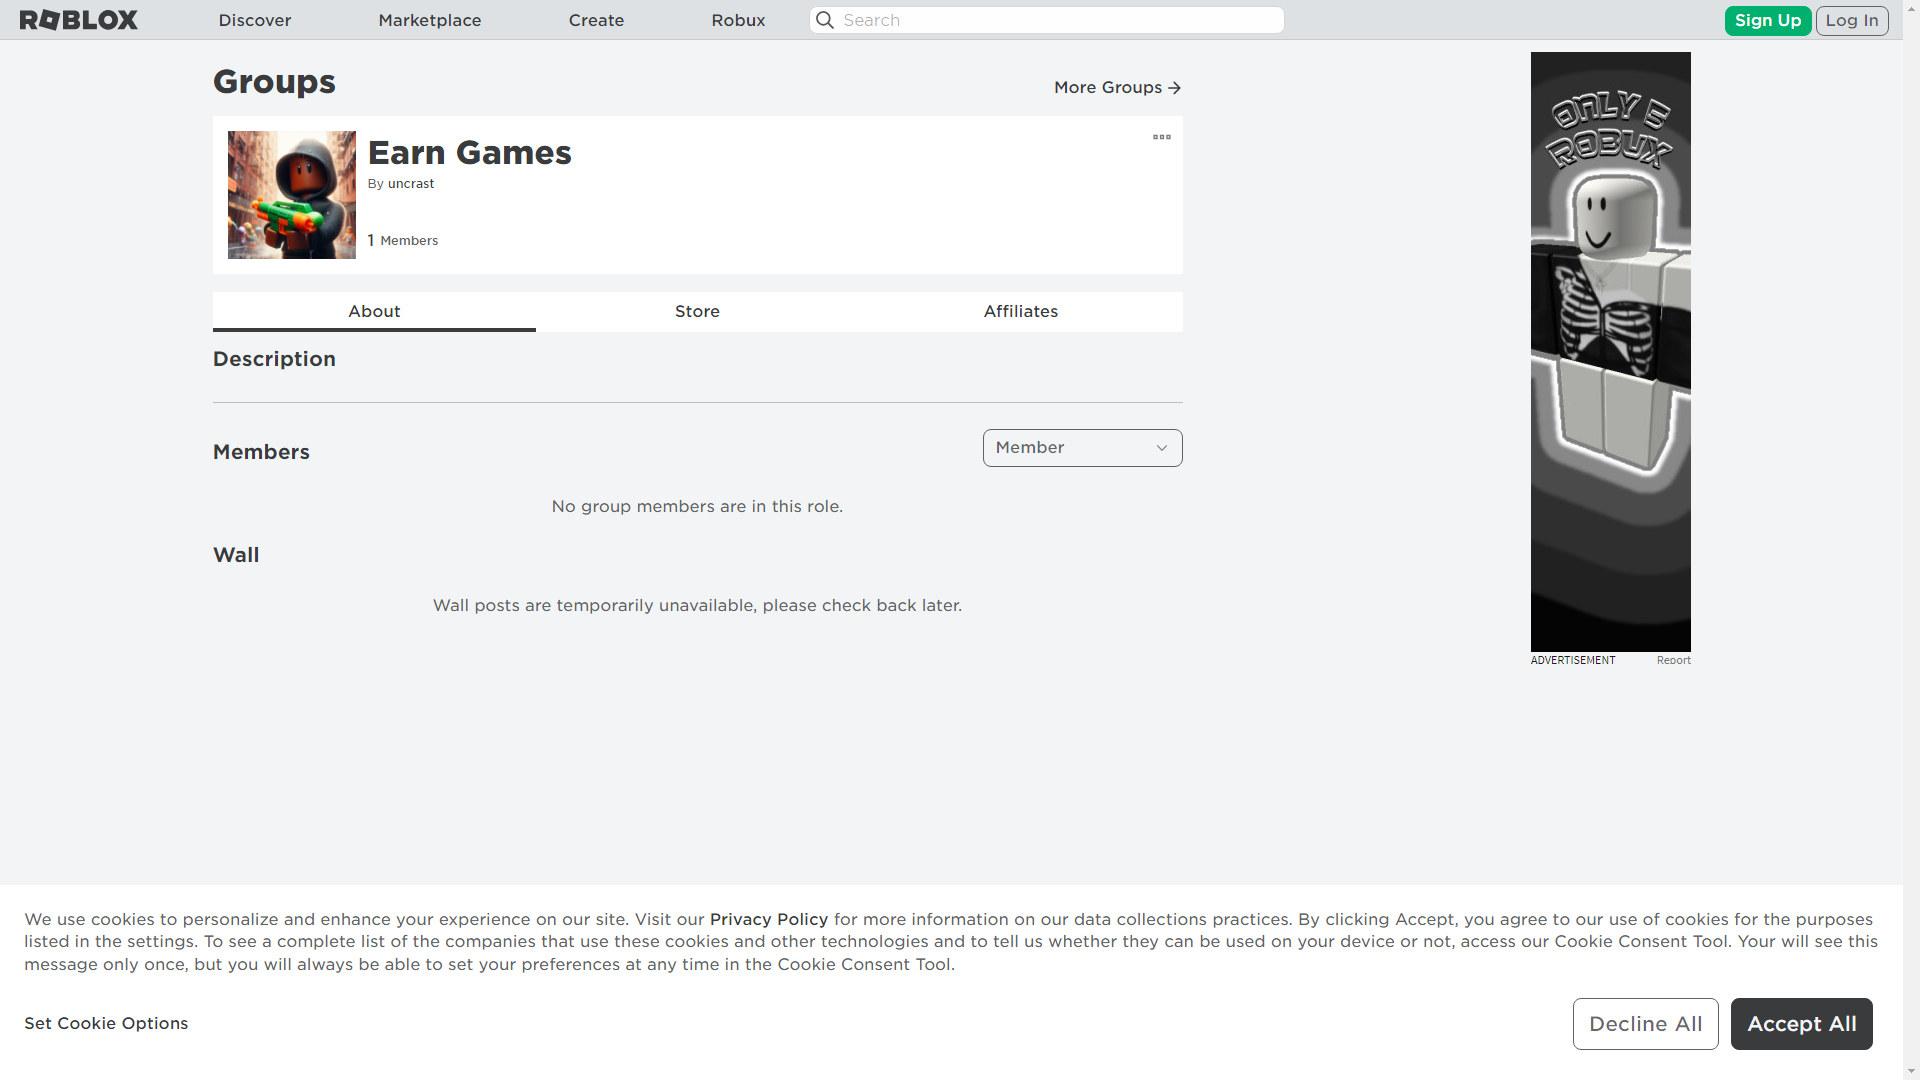 ROBLOX
Discover
Marketplace
Create
Robux
Search
Sign Up
Log In
Groups
More Groups
Earn Games
By uncrast
1 Members
About
Store
Affiliates
Description
Members
Member
No group members are in this role.
Wall
Wall posts are temporarily unavailable, please check back later.
ONLY 5
ROBUX
ADVERTISEMENT
Report
We use cookies to personalize and enhance your experience on our site. Visit our Privacy Policy for more information on our data collections practices. By clicking Accept, you agree to our use of cookies for the purposes
listed in the settings. To see a complete list of the companies that use these cookies and other technologies and to tell us whether they can be used on your device or not, access our Cookie Consent Tool. Your will see this
message only once, but you will always be able to set your preferences at any time in the Cookie Consent Tool.
Set Cookie Options
Decline All
Accept All